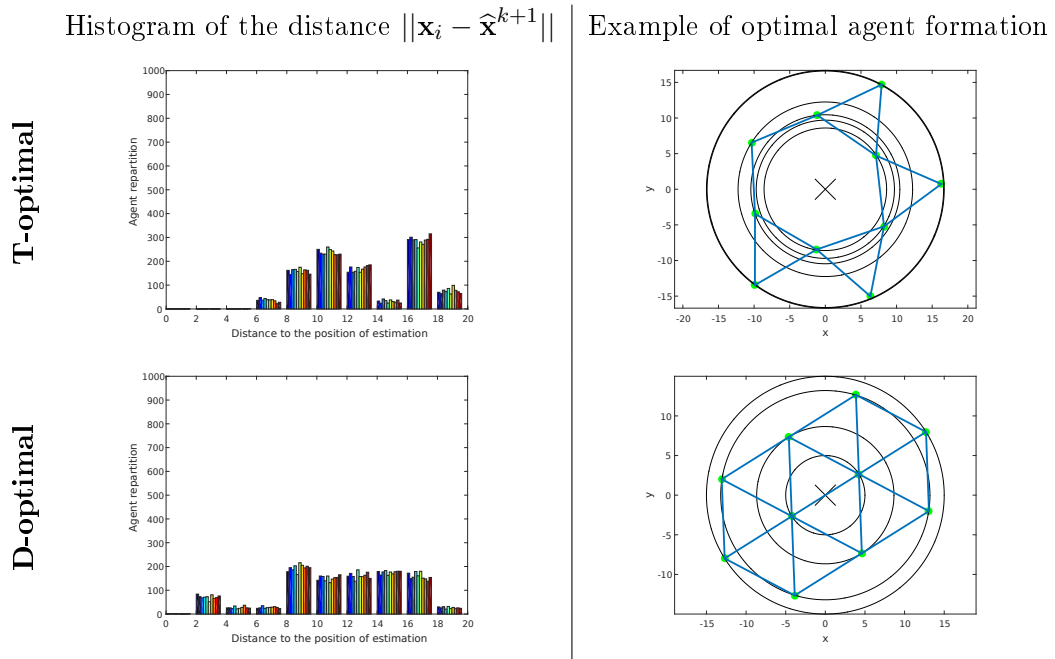 Histogram of the distance ||x_i − x̂^{k+1}||
Example of optimal agent formation
T-optimal
Agent repartition
1000
900
800
700
600
500
400
300
200
100
0
0 2 4 6 8 10 12 14 16 18 20
Distance to the position of estimation
y
15
10
5
0
-5
-10
-15
-20 -15 -10 -5 0 5 10 15 20
x
D-optimal
Agent repartition
1000
900
800
700
600
500
400
300
200
100
0
0 2 4 6 8 10 12 14 16 18 20
Distance to the position of estimation
y
10
5
0
-5
-10
-15 -10 -5 0 5 10 15
x